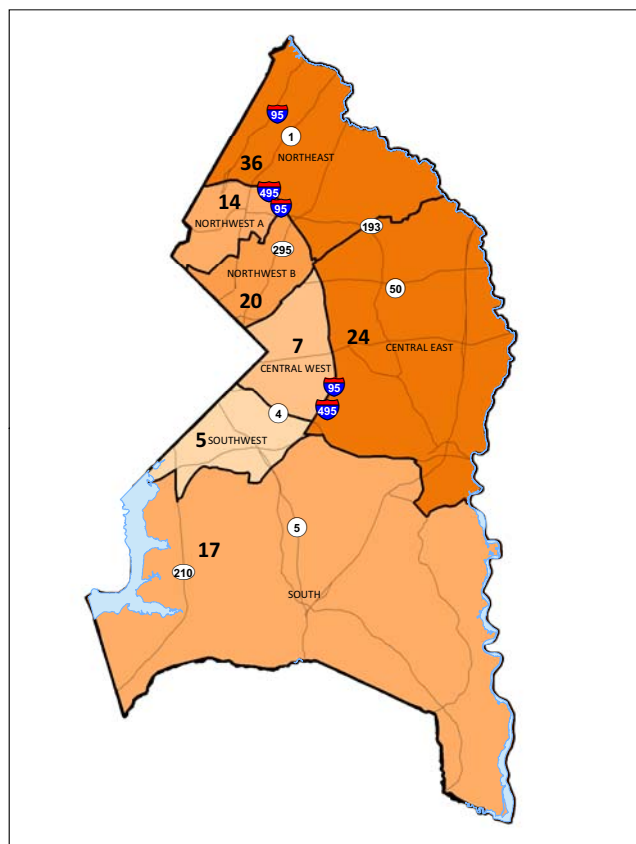 95
1
NORTHEAST
36
495
14
95
NORTHWEST A
193
295
NORTHWEST B
50
20
7
24
CENTRAL EAST
CENTRAL WEST
95
495
4
5 SOUTHWEST
5
17
210
SOUTH